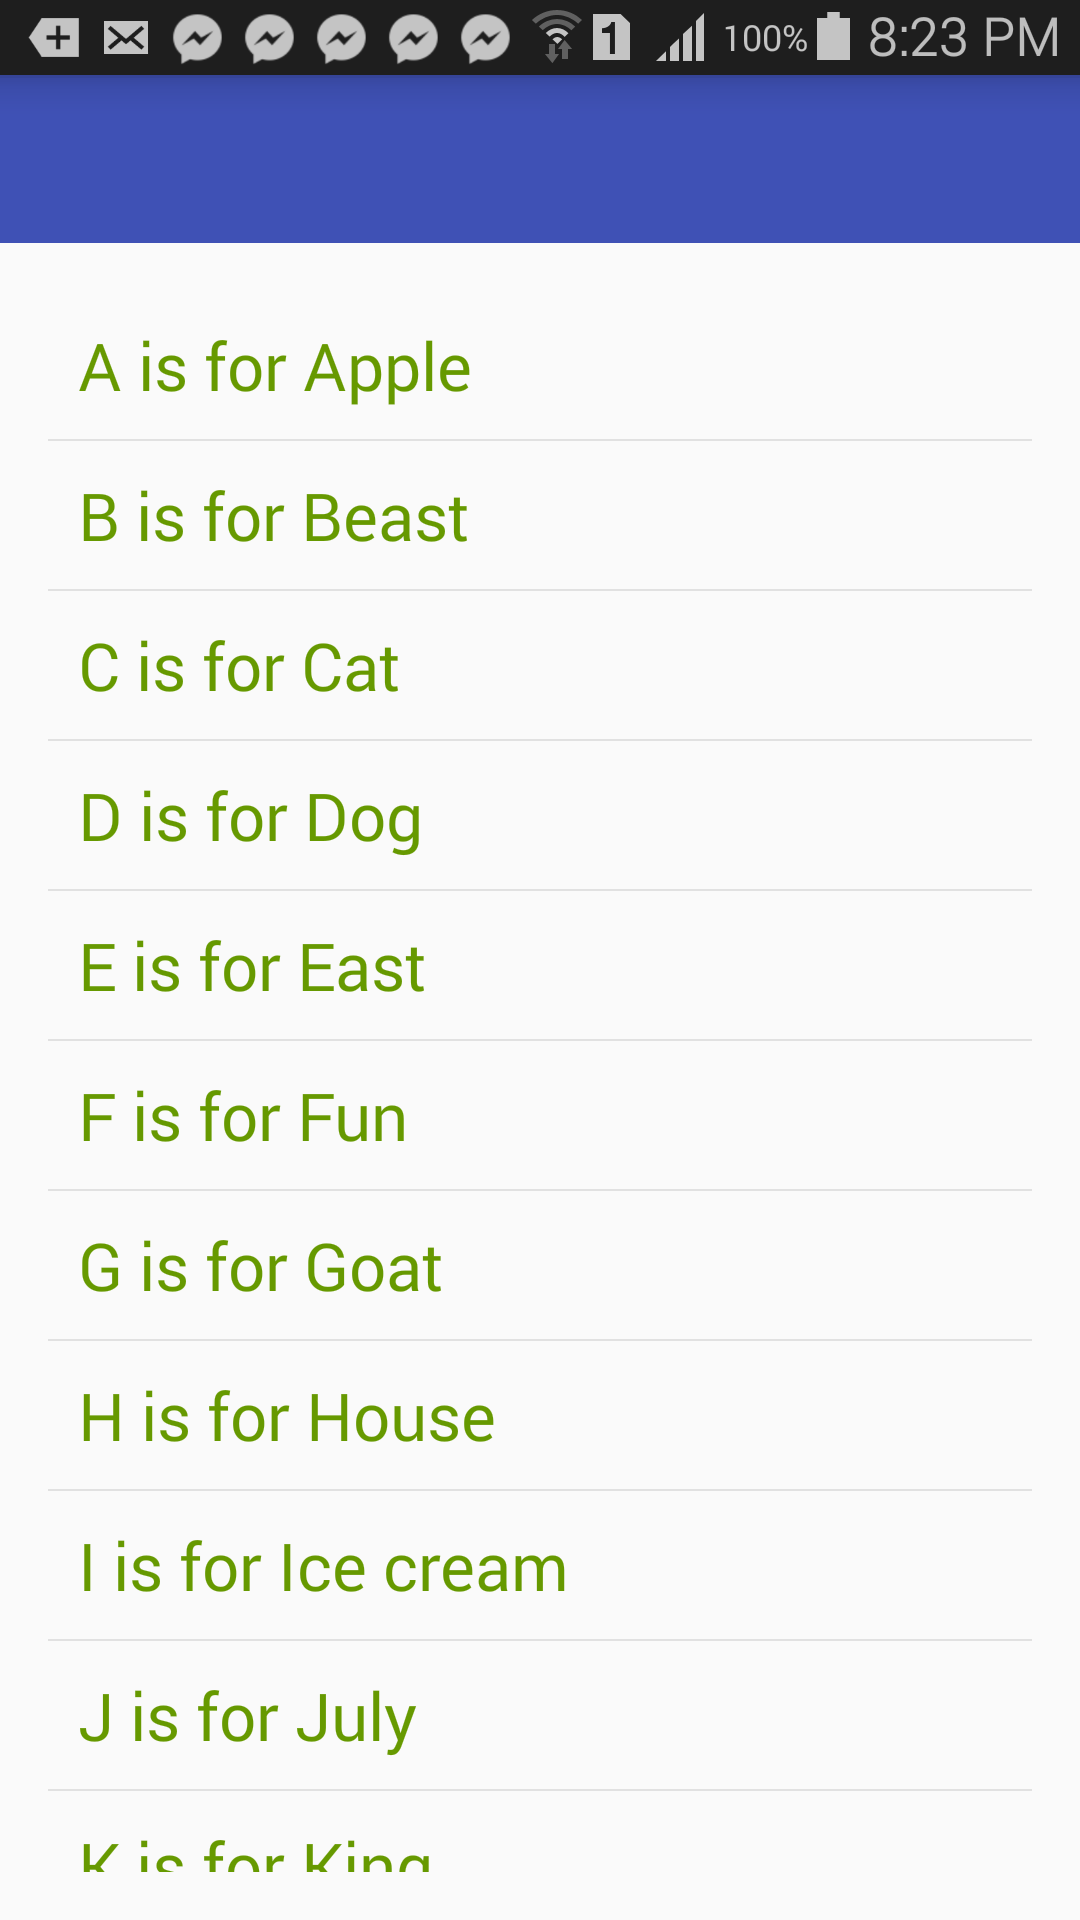 1 100% 8:23 PM
A is for Apple
B is for Beast
C is for Cat
D is for Dog
E is for East
F is for Fun
G is for Goat
H is for House
I is for Ice cream
J is for July
K is for King